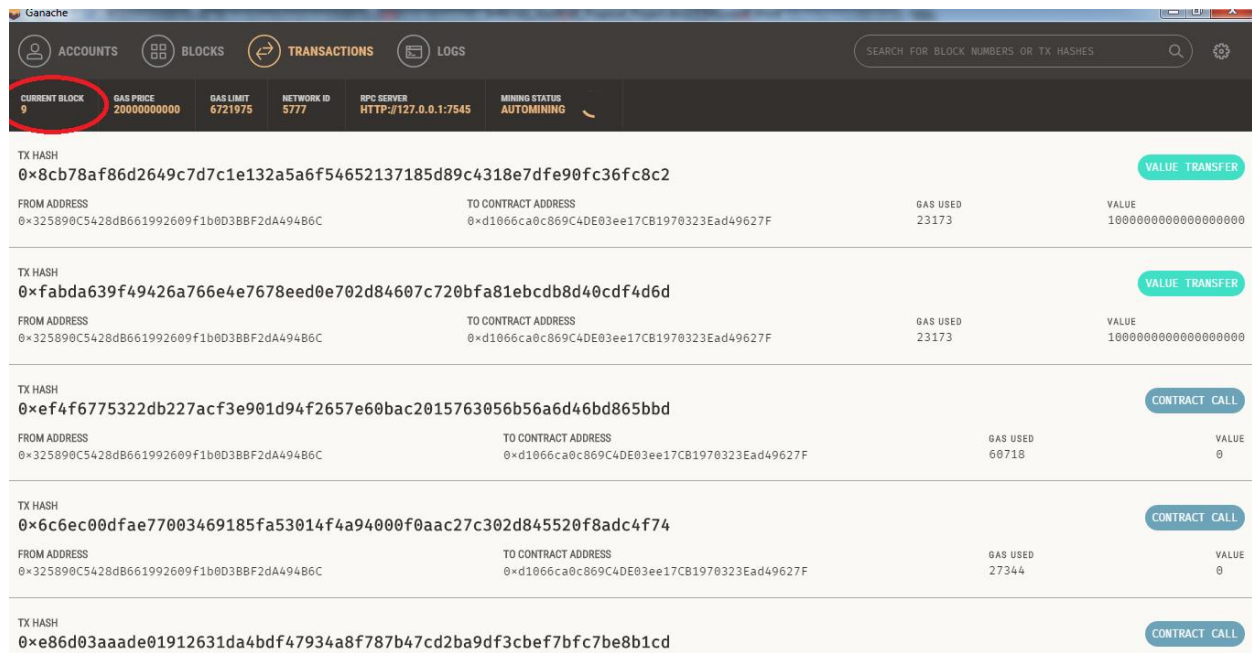 Ganache
ACCOUNTS BLOCKS TRANSACTIONS LOGS SEARCH FOR BLOCK NUMBERS OR TX HASHES
CURRENT BLOCK GAS PRICE GAS LIMIT NETWORK ID RPC SERVER MINING STATUS
9 20000000000 6721975 5777 HTTP://127.0.0.1:7545 AUTOMINING
TX HASH
0×8cb78af86d2649c7d7c1e132a5a6f54652137185d89c4318e7dfe90fc36fc8c2 VALUE TRANSFER
FROM ADDRESS TO CONTRACT ADDRESS GAS USED VALUE
0×325890C5428dB661992609f1b0D3BBF2dA494B6C 0×d1066ca0c869C4DE03ee17CB1970323Ead49627F 23173 1000000000000000000
TX HASH
0×fabda639f49426a766e4e7678eed0e702d84607c720bfa81ebcdb8d40cdf4d6d VALUE TRANSFER
FROM ADDRESS TO CONTRACT ADDRESS GAS USED VALUE
0×325890C5428dB661992609f1b0D3BBF2dA494B6C 0×d1066ca0c869C4DE03ee17CB1970323Ead49627F 23173 1000000000000000000
TX HASH
0×ef4f6775322db227acf3e901d94f2657e60bac2015763056b56a6d46bd865bbd CONTRACT CALL
FROM ADDRESS TO CONTRACT ADDRESS GAS USED VALUE
0×325890C5428dB661992609f1b0D3BBF2dA494B6C 0×d1066ca0c869C4DE03ee17CB1970323Ead49627F 60718 0
TX HASH
0×6c6ec00dfae77003469185fa53014f4a94000f0aac27c302d845520f8adc4f74 CONTRACT CALL
FROM ADDRESS TO CONTRACT ADDRESS GAS USED VALUE
0×325890C5428dB661992609f1b0D3BBF2dA494B6C 0×d1066ca0c869C4DE03ee17CB1970323Ead49627F 27344 0
TX HASH
0×e86d03aaade01912631da4bdf47934a8f787b47cd2ba9df3cbef7bfc7be8b1cd CONTRACT CALL